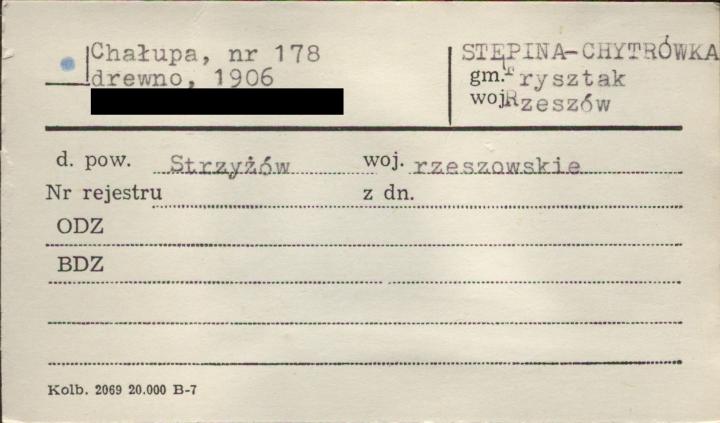 Chałupa, nr 178
drewno, 1906
STĘPINA-CHYTRÓWKA
gm. Frysztak
woj. Rzeszów
d. pow. Strzyżów woj. rzeszowskie
Nr rejestru z dn.
ODZ
BDZ
Kolb. 2069 20.000 B-7